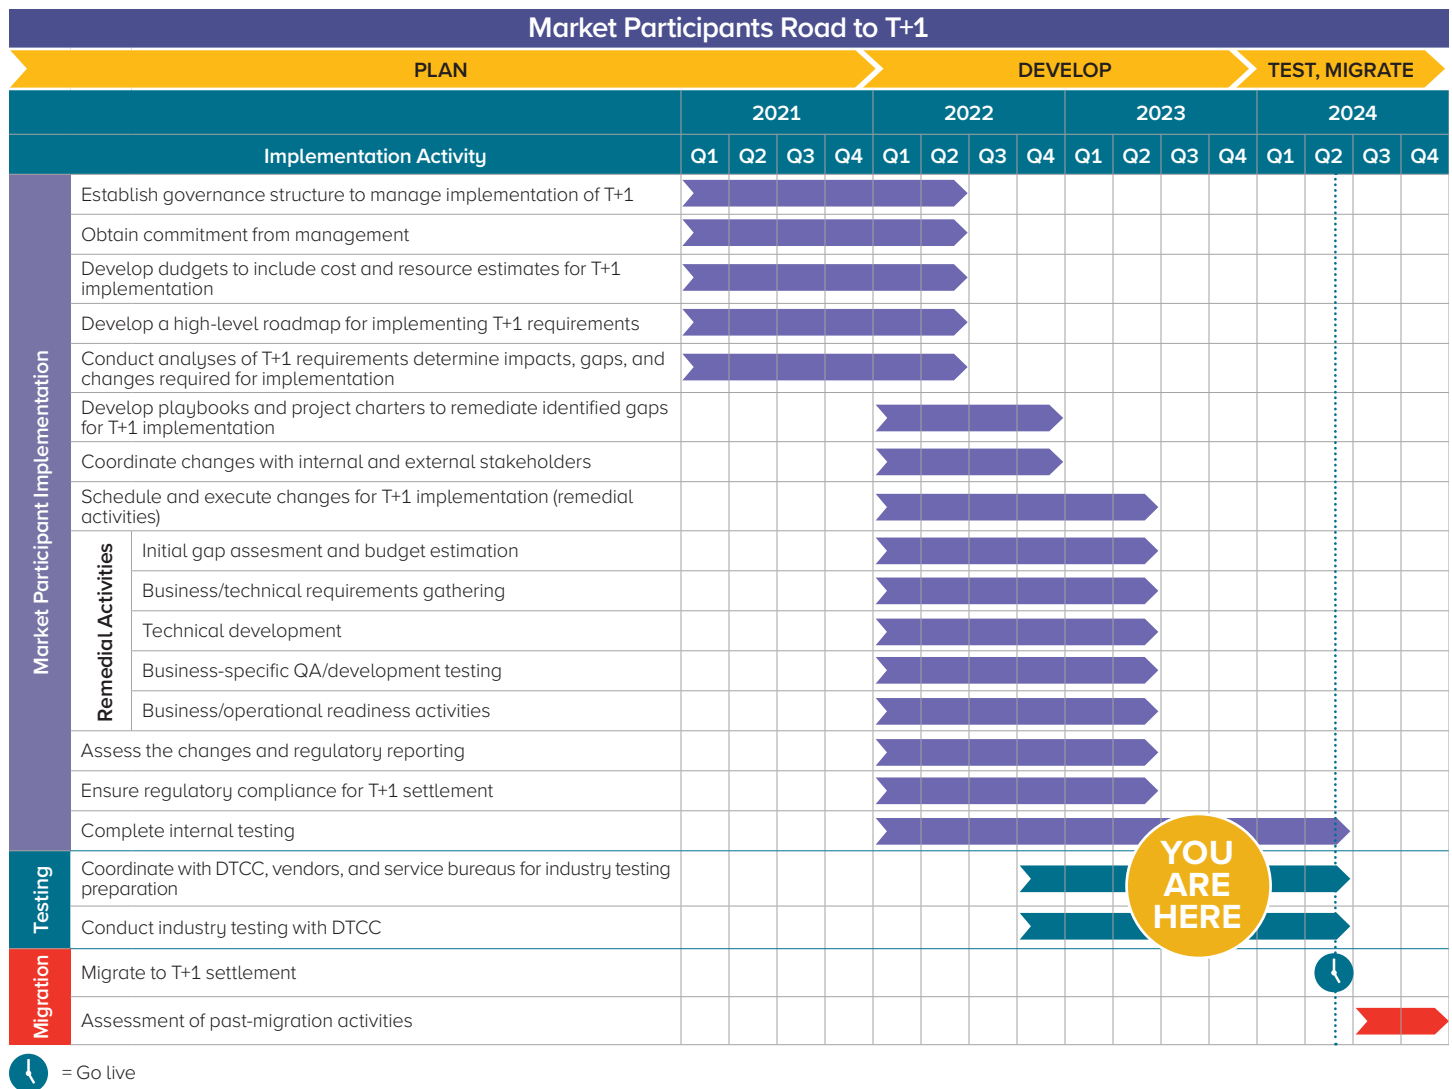 Market Participants Road to T+1
PLAN
DEVELOP
TEST, MIGRATE
2021
2022
2023
2024
Implementation Activity
Q1 Q2 Q3 Q4 Q1 Q2 Q3 Q4 Q1 Q2 Q3 Q4 Q1 Q2 Q3 Q4
Market Participant Implementation
Establish governance structure to manage implementation of T+1
Obtain commitment from management
Develop dudgets to include cost and resource estimates for T+1
implementation
Develop a high-level roadmap for implementing T+1 requirements
Conduct analyses of T+1 requirements determine impacts, gaps, and
changes required for implementation
Develop playbooks and project charters to remediate identified gaps
for T+1 implementation
Coordinate changes with internal and external stakeholders
Schedule and execute changes for T+1 implementation (remedial
activities)
Remedial Activities
Initial gap assesment and budget estimation
Business/technical requirements gathering
Technical development
Business-specific QA/development testing
Business/operational readiness activities
Assess the changes and regulatory reporting
Ensure regulatory compliance for T+1 settlement
Complete internal testing
YOU
ARE
HERE
Testing
Coordinate with DTCC, vendors, and service bureaus for industry testing
preparation
Conduct industry testing with DTCC
Migration
Migrate to T+1 settlement
Assessment of past-migration activities
= Go live